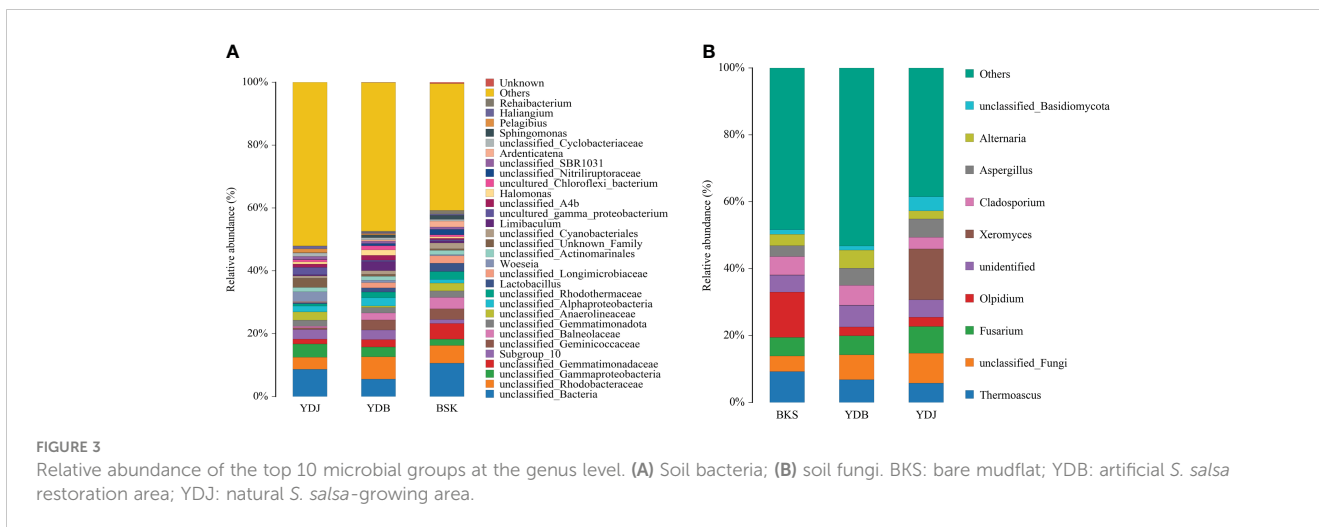 A
100%
80%
60%
40%
20%
0%
Relative abundance (%)
YDJ
YDB
BSK
Unknown
Others
Rehaibacterium
Haliangium
Pelagibius
Sphingomonas
unclassified_Cyclobacteriaceae
Ardenticatena
unclassified_SBR1031
unclassified_Nitriliruptoraceae
uncultured_Chloroflexi_bacterium
Halomonas
unclassified_A4b
uncultured_gamma_proteobacterium
Limibaculum
unclassified_Cyanobacteriales
unclassified_Unknown_Family
unclassified_Actinomarinales
Woeseia
unclassified_Longimicrobiaceae
Lactobacillus
unclassified_Rhodothermaceae
unclassified_Alphaproteobacteria
unclassified_Anaerolineaceae
unclassified_Gemmatimonadota
unclassified_Balneolaceae
unclassified_Geminicoccaceae
Subgroup_10
unclassified_Gemmatimonadaceae
unclassified_Gammaproteobacteria
unclassified_Rhodobacteraceae
unclassified_Bacteria
B
100%
80%
60%
40%
20%
0%
Relative abundance (%)
BKS
YDB
YDJ
Others
unclassified_Basidiomycota
Alternaria
Aspergillus
Cladosporium
Xeromyces
unidentified
Olpidium
Fusarium
unclassified_Fungi
Thermoascus
FIGURE 3
Relative abundance of the top 10 microbial groups at the genus level. (A) Soil bacteria; (B) soil fungi. BKS: bare mudflat; YDB: artificial S. salsa
restoration area; YDJ: natural S. salsa-growing area.